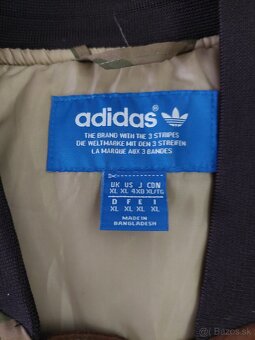 adidas®
THE BRAND WITH THE 3 STRIPES
DIE WELTMARKE MIT DEN 3 STREIFEN
LA MARQUE AUX 3 BANDES
UK US J CDN
XL XL 4XO XL/TG
D F E I
XL XL XL XL
MADE IN
BANGLADESH
Bazos.sk